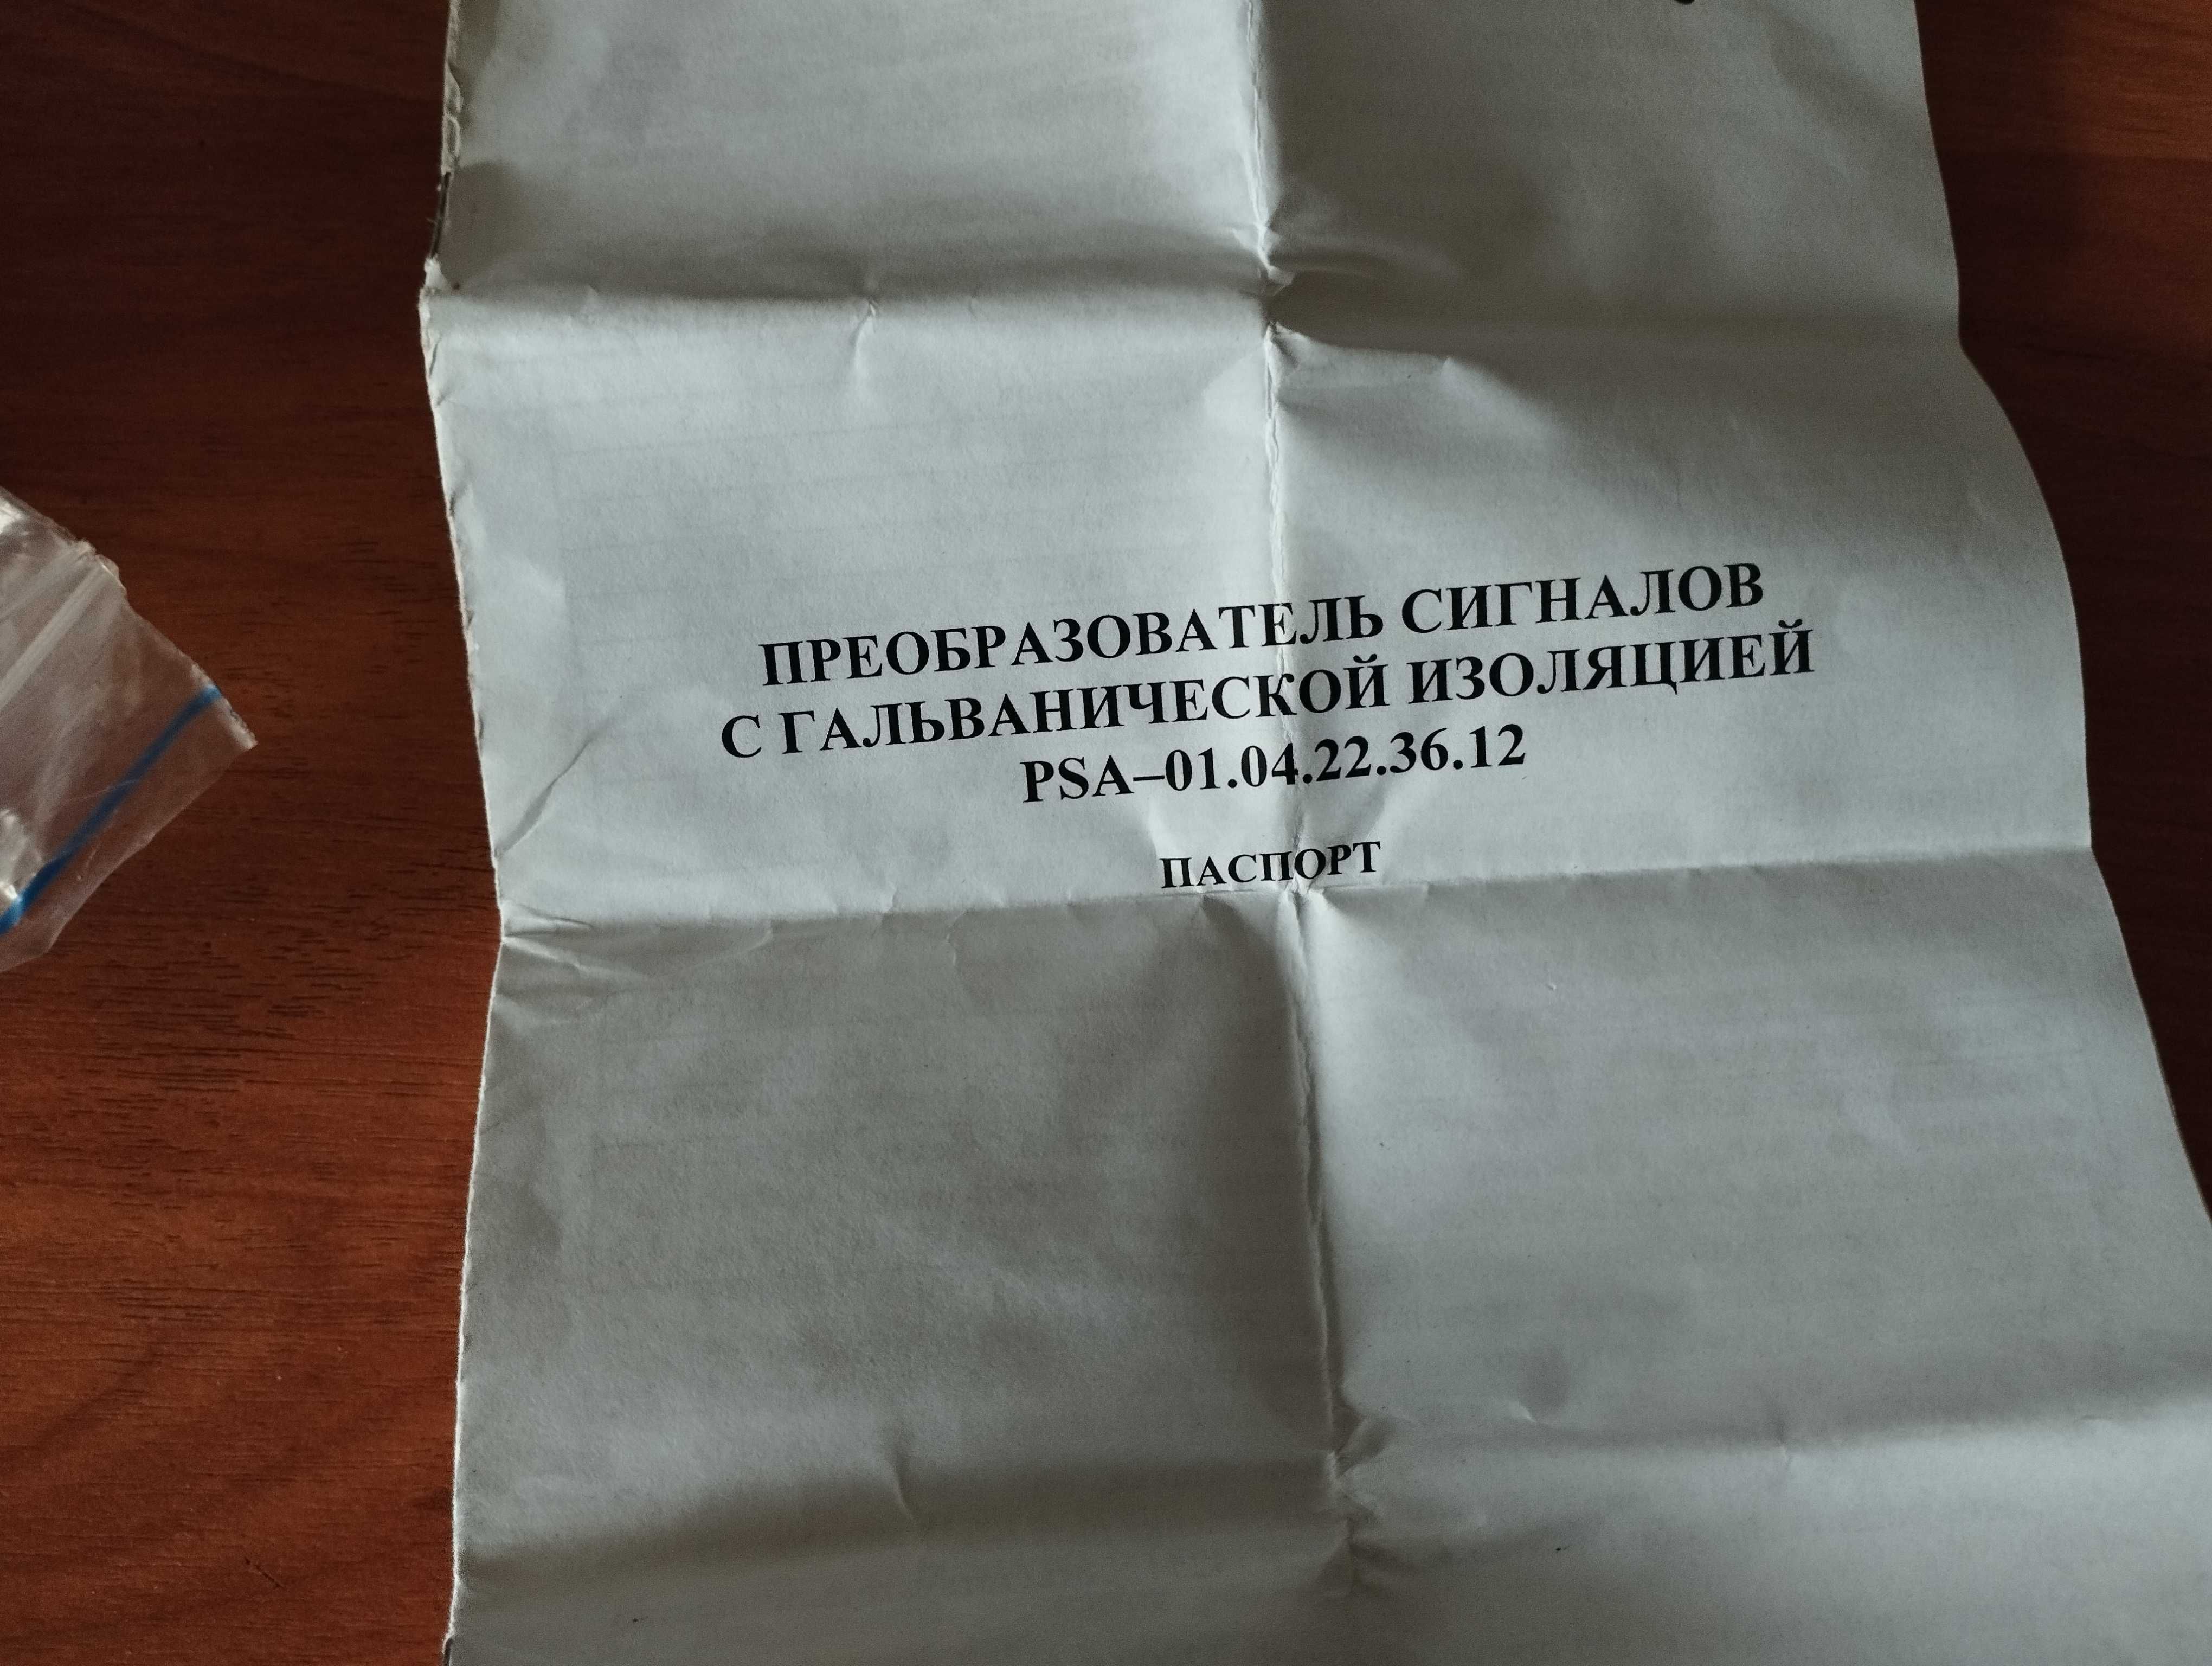 ПРЕОБРАЗОВАТЕЛЬ СИГНАЛОВ
С ГАЛЬВАНИЧЕСКОЙ ИЗОЛЯЦИЕЙ
PSA–01.04.22.36.12
ПАСПОРТ